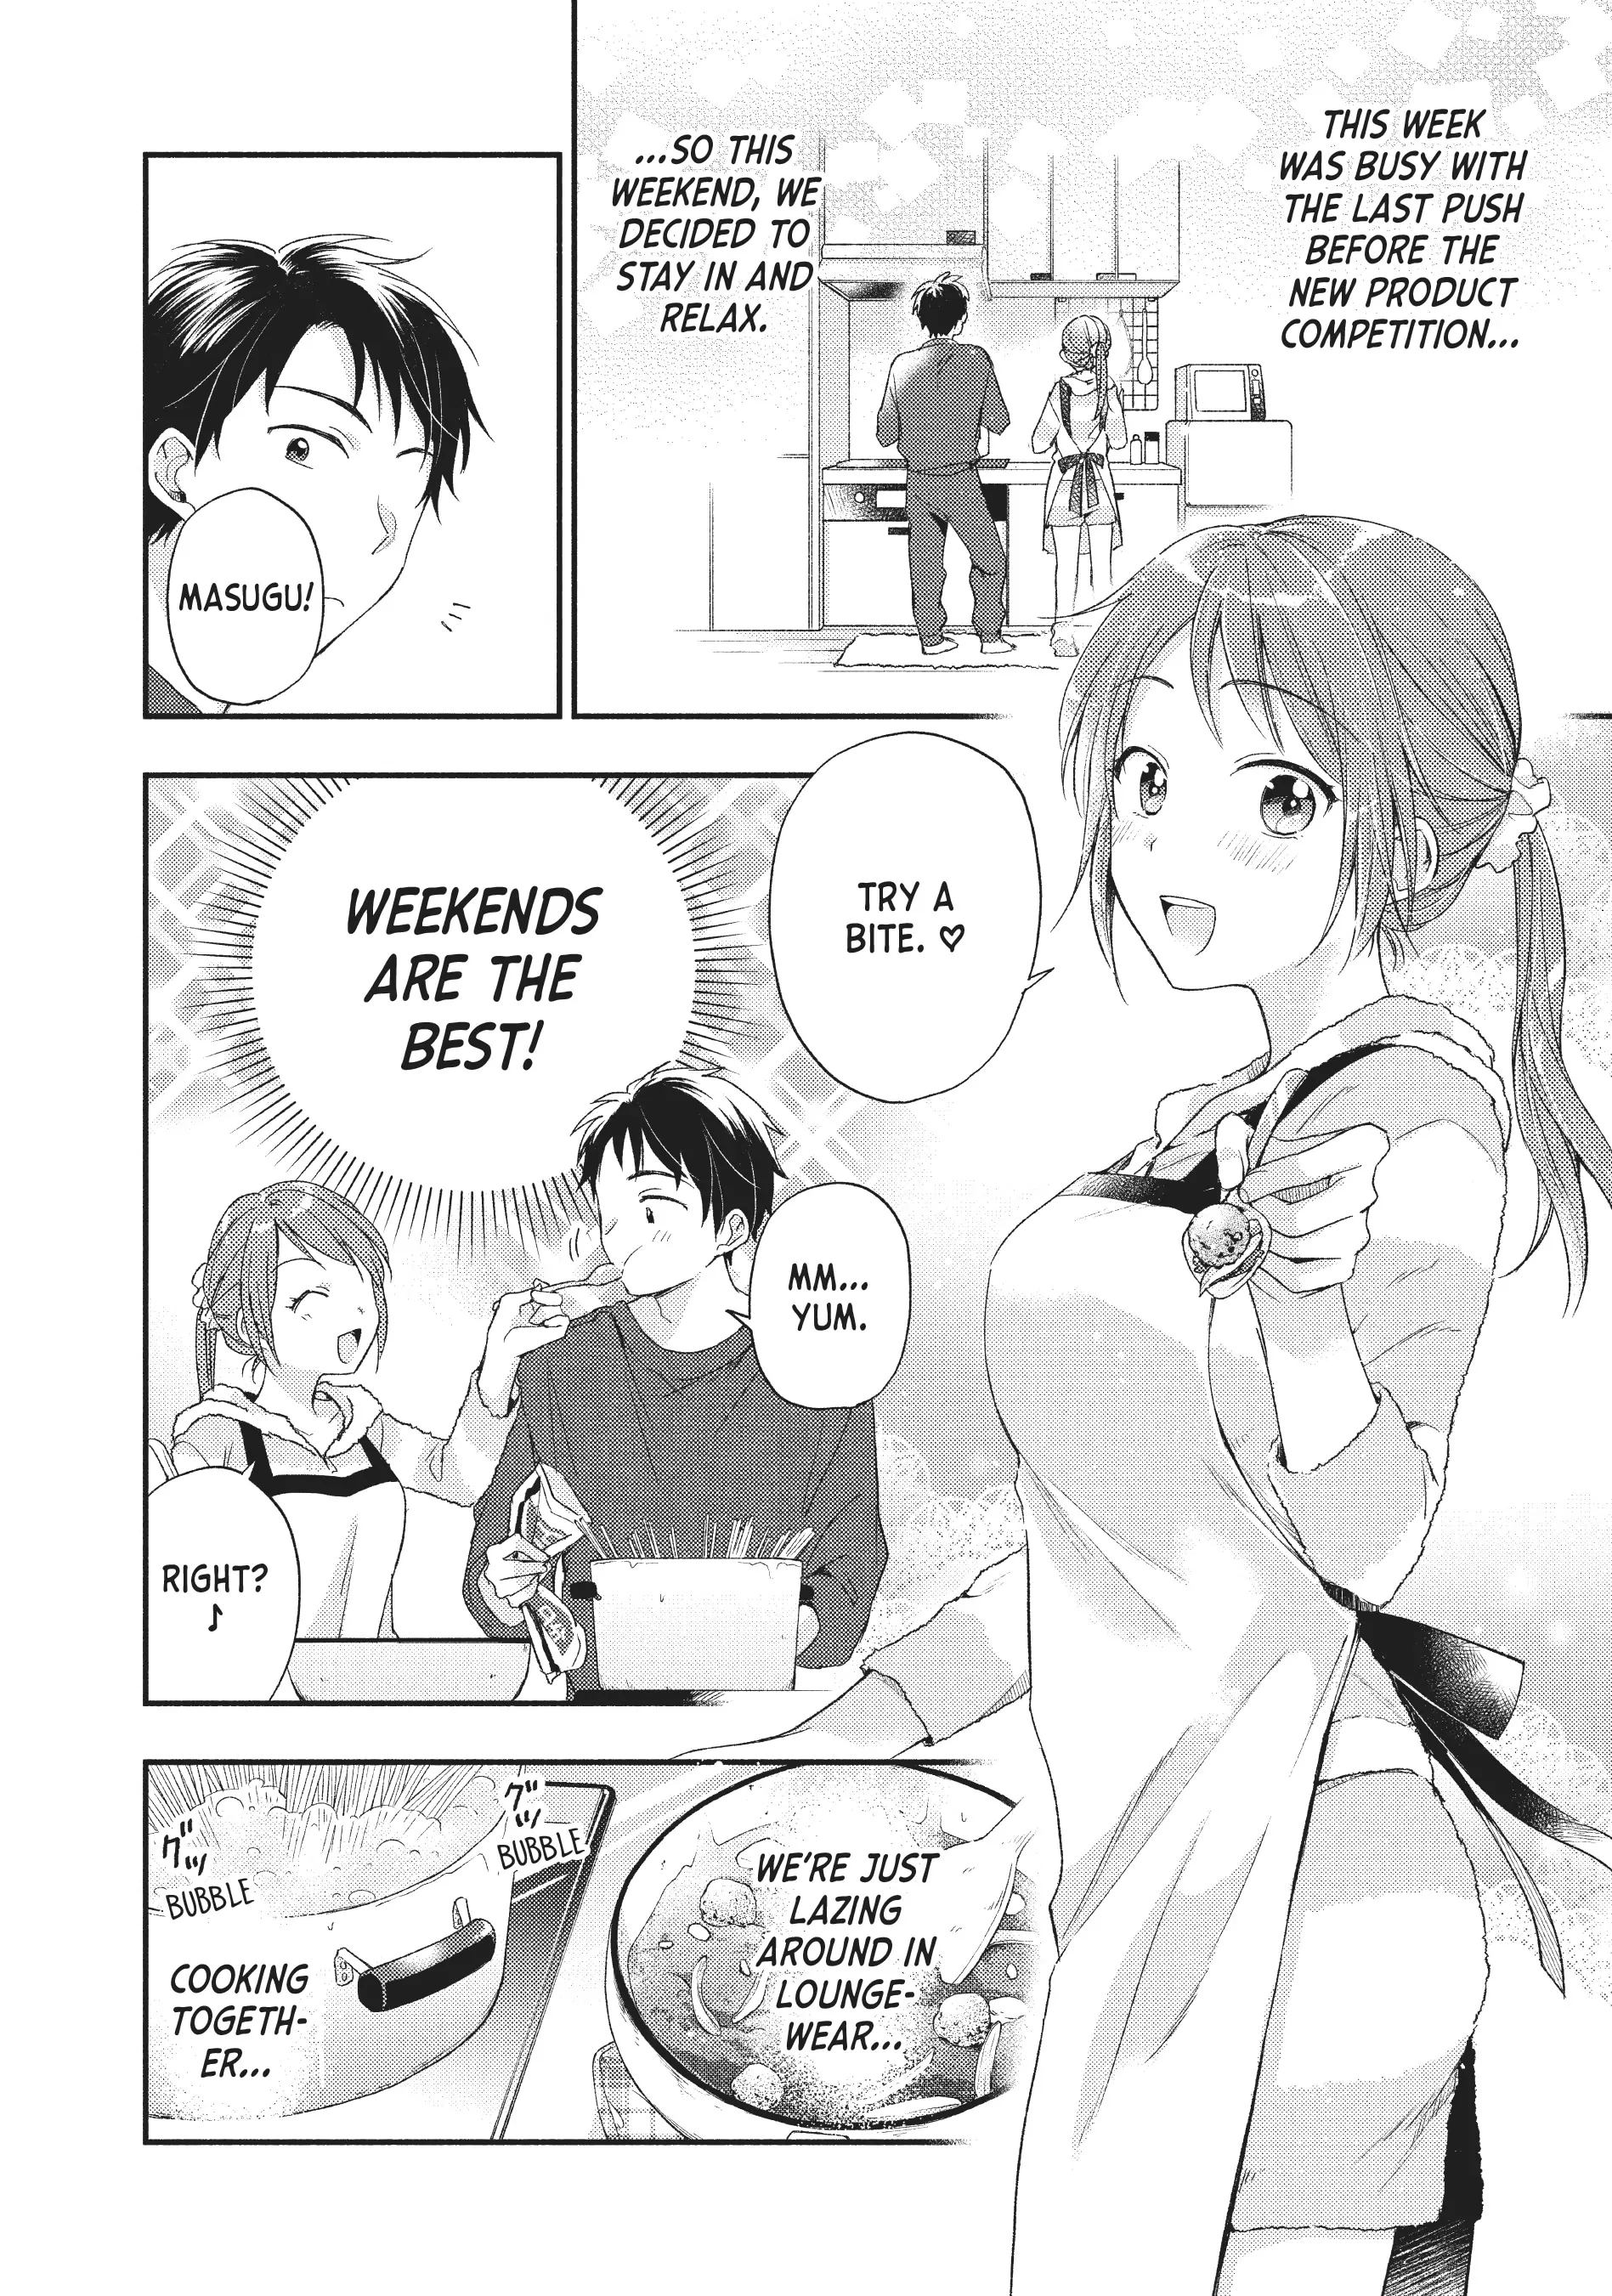 THIS WEEK
WAS BUSY WITH
THE LAST PUSH
BEFORE THE
NEW PRODUCT
COMPETITION...
...SO THIS
WEEKEND, WE
DECIDED TO
STAY IN AND
RELAX.
MASUGU!
TRY A
BITE. ♡
WEEKENDS
ARE THE
BEST!
MM...
YUM.
RIGHT?
♪
WE'RE JUST
LAZING
AROUND IN
LOUNGE-
WEAR...
グッ
BUBBLE
グッ
BUBBLE
COOKING
TOGETH-
ER...